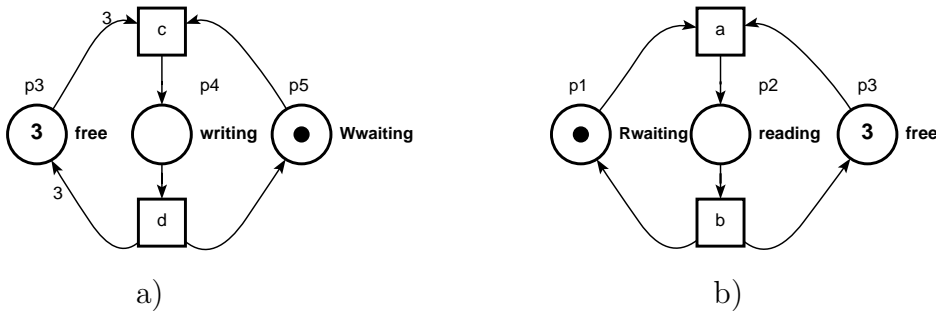 3
c
p3
p4
p5
3
free
writing
Wwaiting
3
d
a)
a
p1
p2
p3
Rwaiting
reading
3
free
b
b)